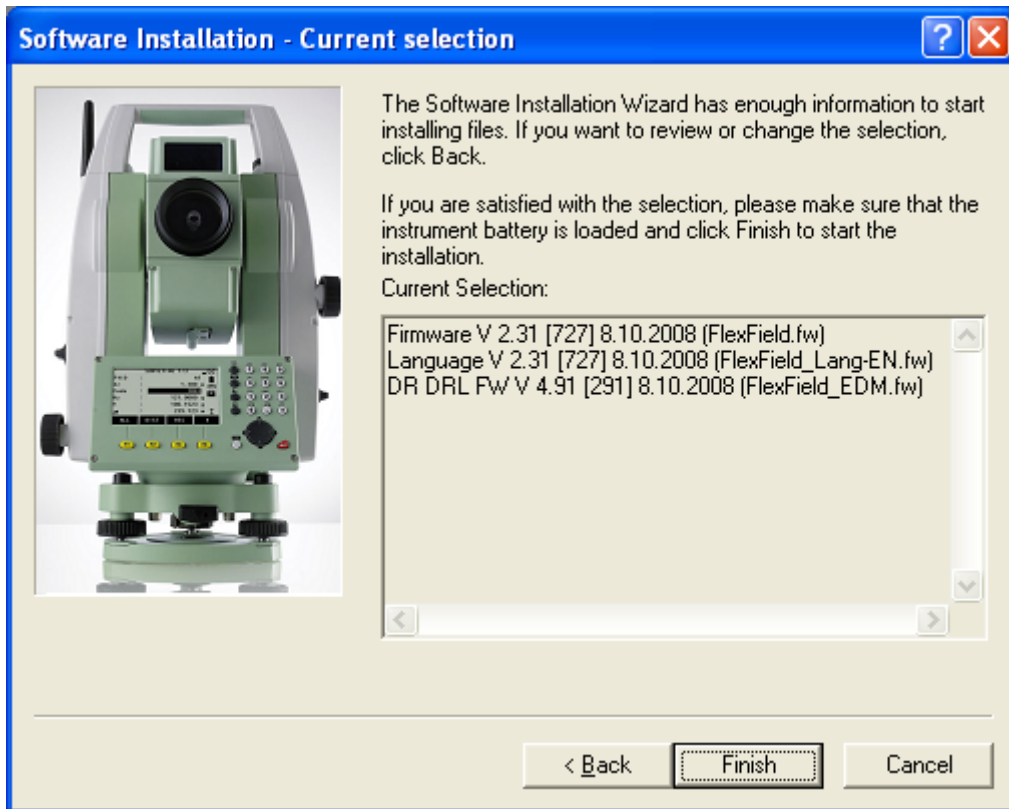 Software Installation - Current selection
The Software Installation Wizard has enough information to start
installing files. If you want to review or change the selection,
click Back.
If you are satisfied with the selection, please make sure that the
instrument battery is loaded and click Finish to start the
installation.
Current Selection:
Firmware V 2.31 [727] 8.10.2008 (FlexField.fw)
Language V 2.31 [727] 8.10.2008 (FlexField_Lang-EN.fw)
DR DRL FW V 4.91 [291] 8.10.2008 (FlexField_EDM.fw)
< Back
Finish
Cancel